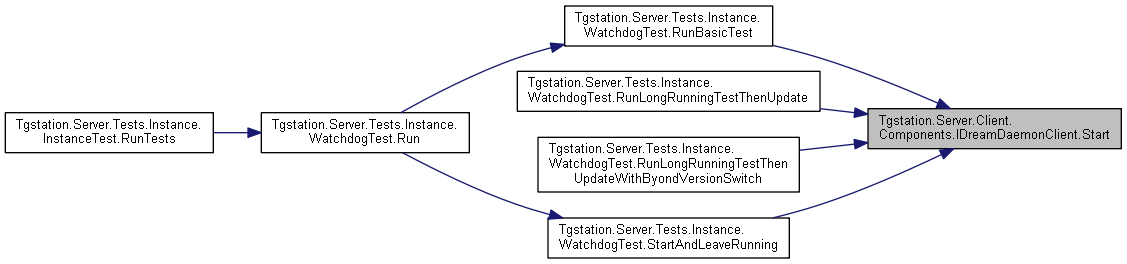 Tgstation.Server.Tests.Instance.
WatchdogTest.RunBasicTest
Tgstation.Server.Tests.Instance.
WatchdogTest.RunLongRunningTestThenUpdate
Tgstation.Server.Tests.Instance.
InstanceTest.RunTests
Tgstation.Server.Tests.Instance.
WatchdogTest.Run
Tgstation.Server.Client.
Components.IDreamDaemonClient.Start
Tgstation.Server.Tests.Instance.
WatchdogTest.RunLongRunningTestThen
UpdateWithByondVersionSwitch
Tgstation.Server.Tests.Instance.
WatchdogTest.StartAndLeaveRunning